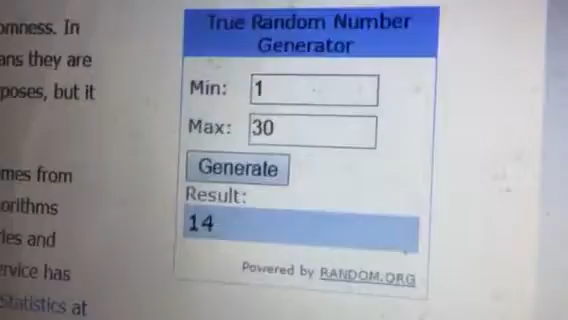 omness. In
ans they are
poses, but it
mes from
orithms
les and
ervice has
Statistics at
True Random Number
Generator
Min: 1
Max: 30
Generate
Result:
14
Powered by RANDOM.ORG